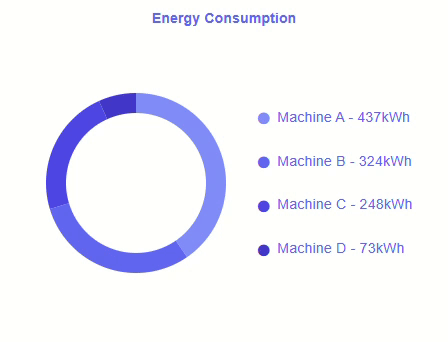 Energy Consumption
Machine A - 437kWh
Machine B - 324kWh
Machine C - 248kWh
Machine D - 73kWh